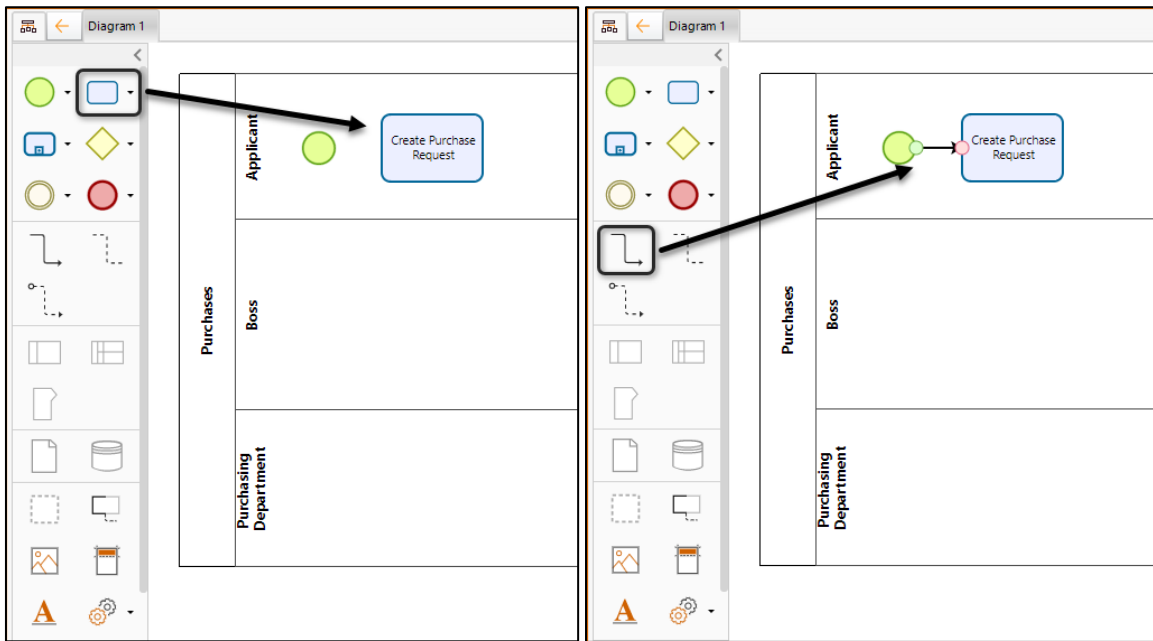 Diagram 1
Applicant
Create Purchase
Request
Boss
Purchases
Purchasing
Department
A
Diagram 1
Applicant
Create Purchase
Request
Boss
Purchases
Purchasing
Department
A